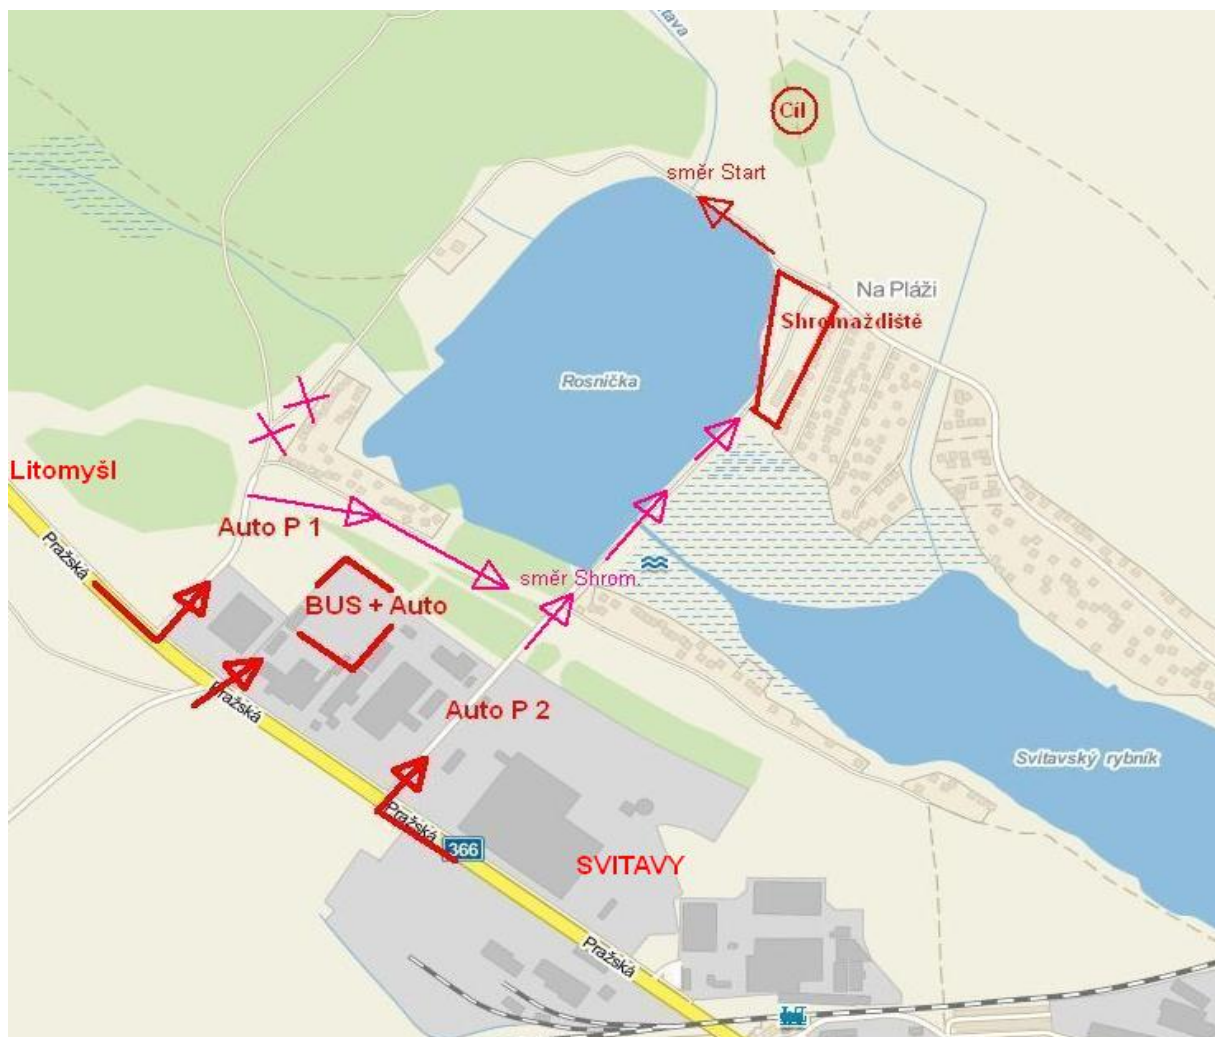 tava
Cíl
směr Start
Na Pláži
Shromaždiště
Rosnička
Litomyšl
Auto P 1
Pražská
směr Shrom.
BUS + Auto
Pražská
Auto P 2
Svitavský rybník
Pražská
366
SVITAVY
Pražská